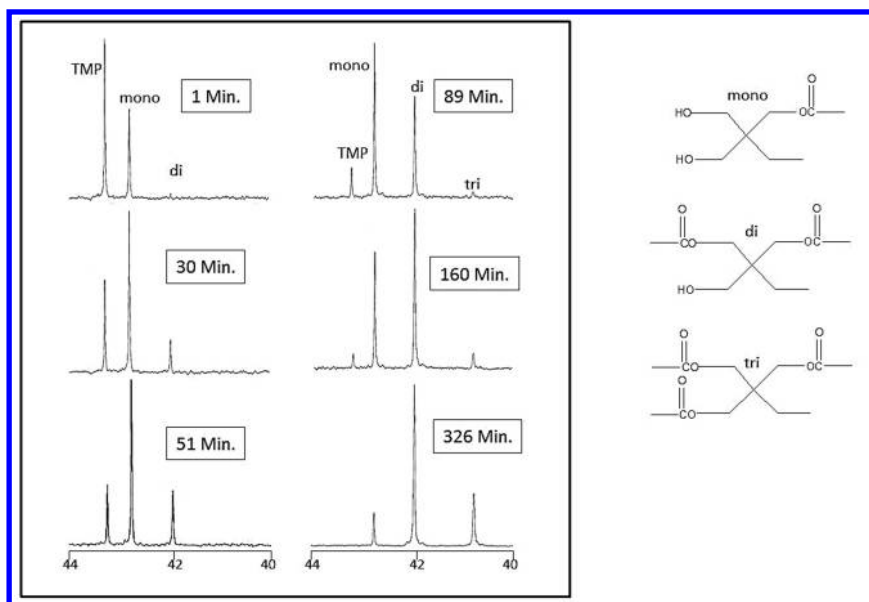 TMP
mono
1 Min.
di
30 Min.
51 Min.
44 42 40
mono
di
89 Min.
TMP
tri
160 Min.
326 Min.
44 42 40
mono
O
OC
HO
HO
di
O
O
CO
OC
HO
tri
O
O
CO
OC
O
CO